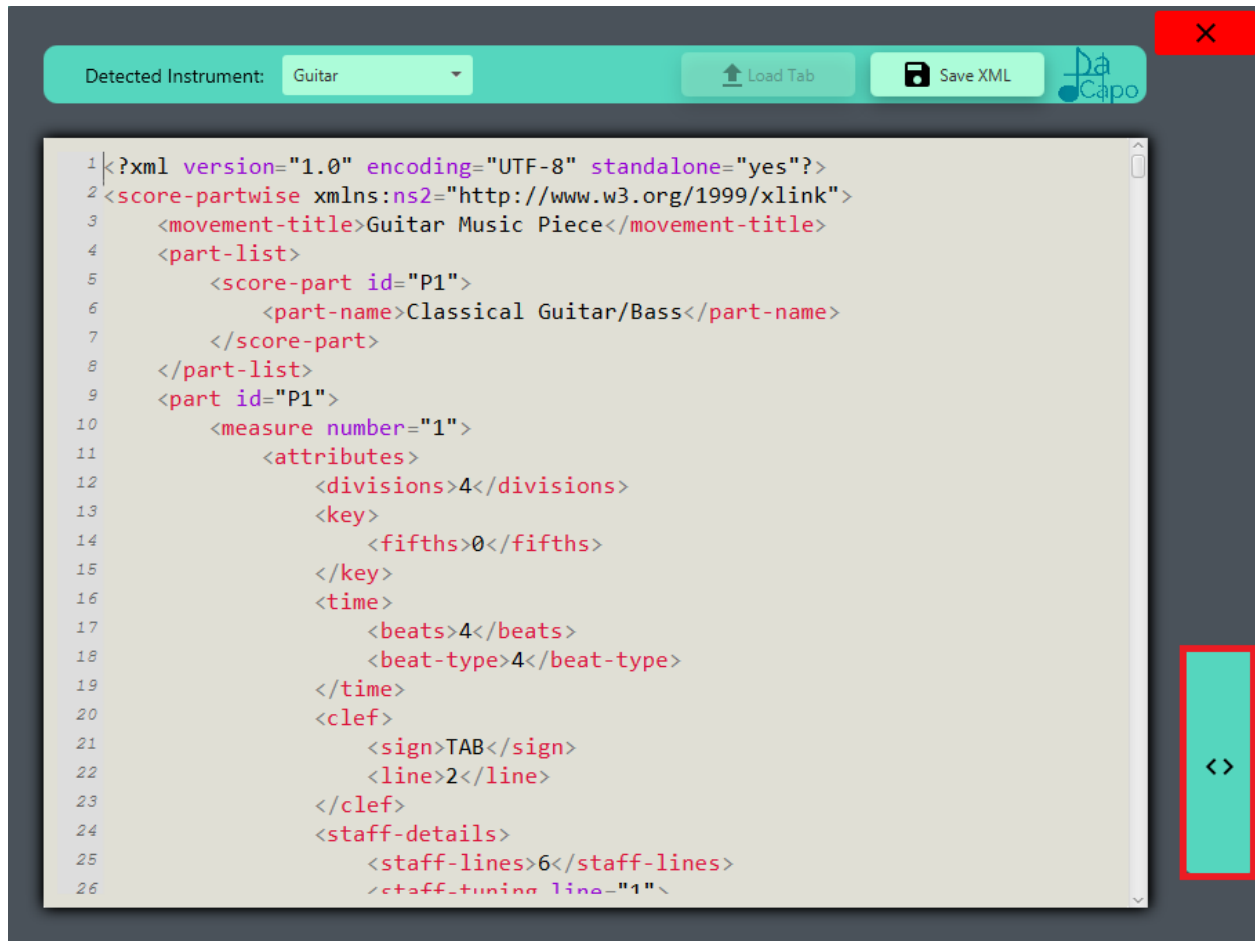 Detected Instrument: Guitar Load Tab Save XML Da Capo
1 <?xml version="1.0" encoding="UTF-8" standalone="yes"?>
2 <score-partwise xmlns:ns2="http://www.w3.org/1999/xlink">
3 <movement-title>Guitar Music Piece</movement-title>
4 <part-list>
5 <score-part id="P1">
6 <part-name>Classical Guitar/Bass</part-name>
7 </score-part>
8 </part-list>
9 <part id="P1">
10 <measure number="1">
11 <attributes>
12 <divisions>4</divisions>
13 <key>
14 <fifths>0</fifths>
15 </key>
16 <time>
17 <beats>4</beats>
18 <beat-type>4</beat-type>
19 </time>
20 <clef>
21 <sign>TAB</sign>
22 <line>2</line>
23 </clef>
24 <staff-details>
25 <staff-lines>6</staff-lines>
26 <staff-tuning line="1">